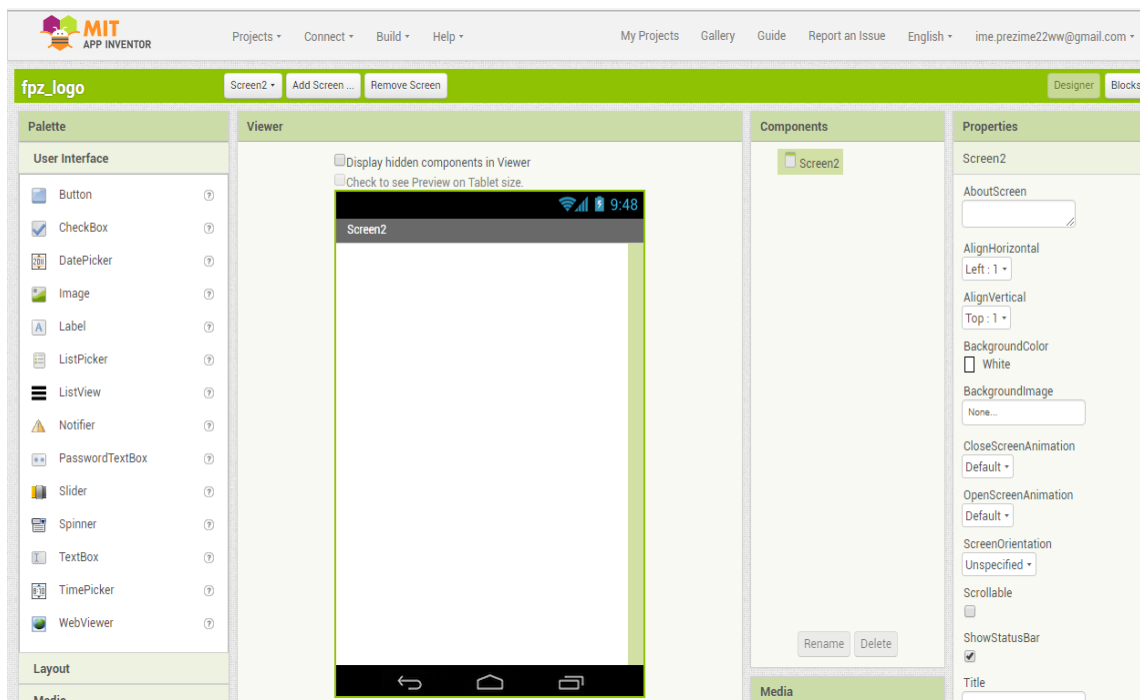 MIT
APP INVENTOR
Projects Connect Build Help My Projects Gallery Guide Report an Issue English ime.prezime22ww@gmail.com
fpz_logo Screen2 Add Screen ... Remove Screen Designer Blocks
Palette
User Interface
Button
CheckBox
DatePicker
Image
Label
ListPicker
ListView
Notifier
PasswordTextBox
Slider
Spinner
TextBox
TimePicker
WebViewer
Layout
Media
Viewer
Display hidden components in Viewer
Check to see Preview on Tablet size.
9:48
Screen2
Components
Screen2
Rename Delete
Media
Properties
Screen2
AboutScreen
AlignHorizontal
Left : 1
AlignVertical
Top : 1
BackgroundColor
White
BackgroundImage
None...
CloseScreenAnimation
Default
OpenScreenAnimation
Default
ScreenOrientation
Unspecified
Scrollable
ShowStatusBar
Title